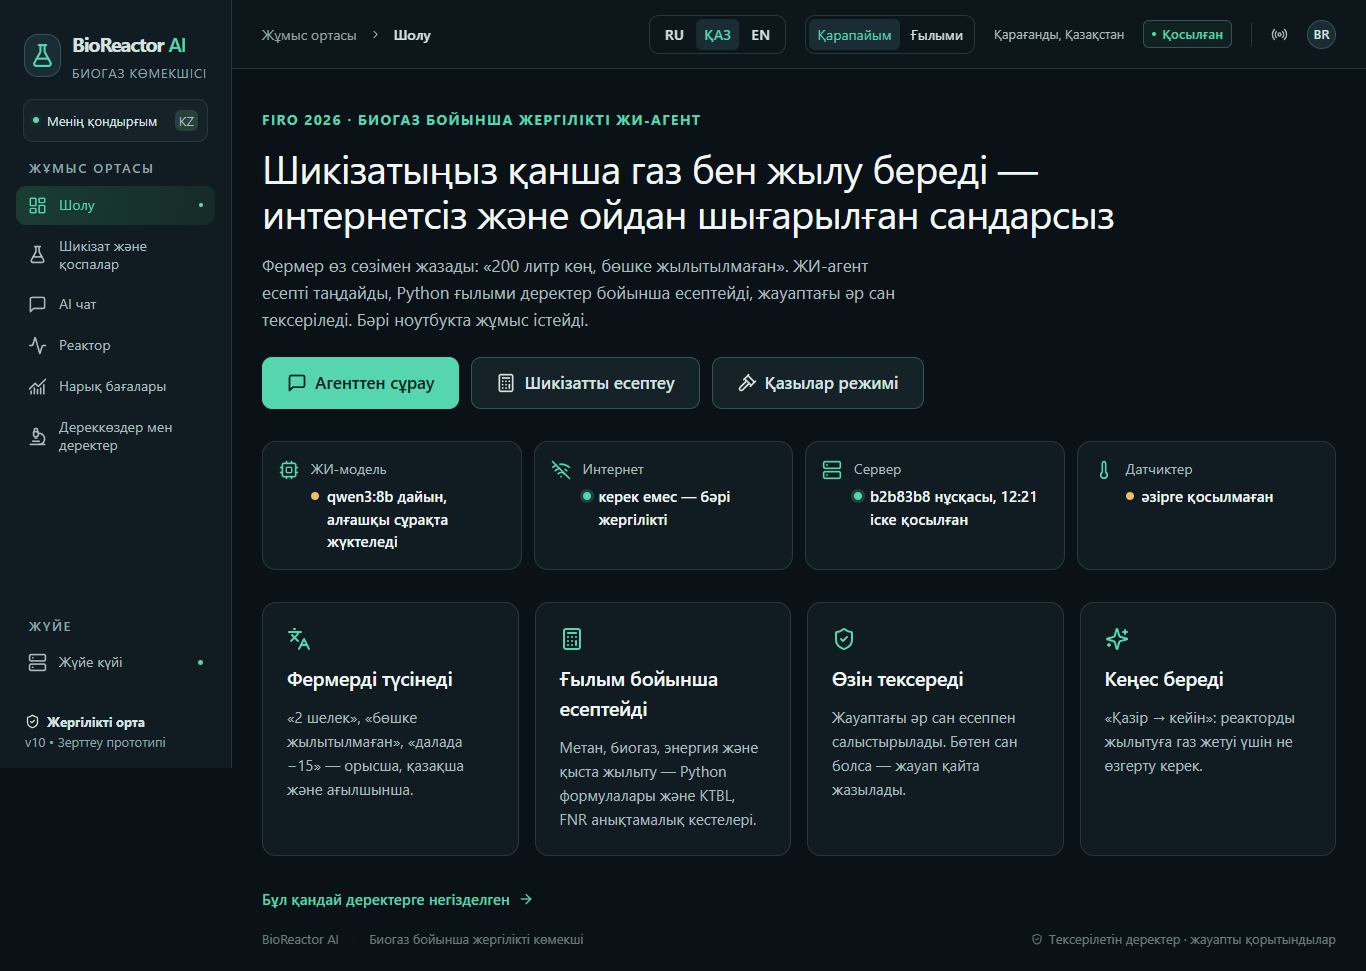 BioReactor AI
БИОГАЗ КӨМЕКШІСІ
Менің қондырғым KZ
ЖҰМЫС ОРТАСЫ
Шолу
Шикізат және
қоспалар
AI чат
Реактор
Нарық бағалары
Дереккөздер мен
деректер
ЖҮЙЕ
Жүйе күйі
Жергілікті орта
v10 • Зерттеу прототипі
Жұмыс ортасы > Шолу
RU ҚАЗ EN
Қарапайым Ғылыми
Қарағанды, Қазақстан
Қосылған
BR
FIRO 2026 · БИОГАЗ БОЙЫНША ЖЕРГІЛІКТІ ЖИ-АГЕНТ
Шикізатыңыз қанша газ бен жылу береді —
интернетсіз және ойдан шығарылған сандарсыз
Фермер өз сөзімен жазады: «200 литр көң, бөшке жылытылмаған». ЖИ-агент
есепті таңдайды, Python ғылыми деректер бойынша есептейді, жауаптағы әр сан
тексеріледі. Бәрі ноутбукта жұмыс істейді.
Агенттен сұрау
Шикізатты есептеу
Қазылар режимі
ЖИ-модель
qwen3:8b дайын,
алғашқы сұрақта
жүктеледі
Интернет
керек емес — бәрі
жергілікті
Сервер
b2b83b8 нұсқасы, 12:21
іске қосылған
Датчиктер
әзірге қосылмаған
Фермерді түсінеді
«2 шелек», «бөшке
жылытылмаған», «далада
−15» — орысша, қазақша
және ағылшынша.
Ғылым бойынша
есептейді
Метан, биогаз, энергия және
қыста жылыту — Python
формулалары және KTBL,
FNR анықтамалық кестелері.
Өзін тексереді
Жауаптағы әр сан есеппен
салыстырылады. Бөтен сан
болса — жауап қайта
жазылады.
Кеңес береді
«Қазір → кейін»: реакторды
жылытуға газ жетуі үшін не
өзгерту керек.
Бұл қандай деректерге негізделген →
BioReactor AI / Биогаз бойынша жергілікті көмекші
Тексерілетін деректер · жауапты қорытындылар